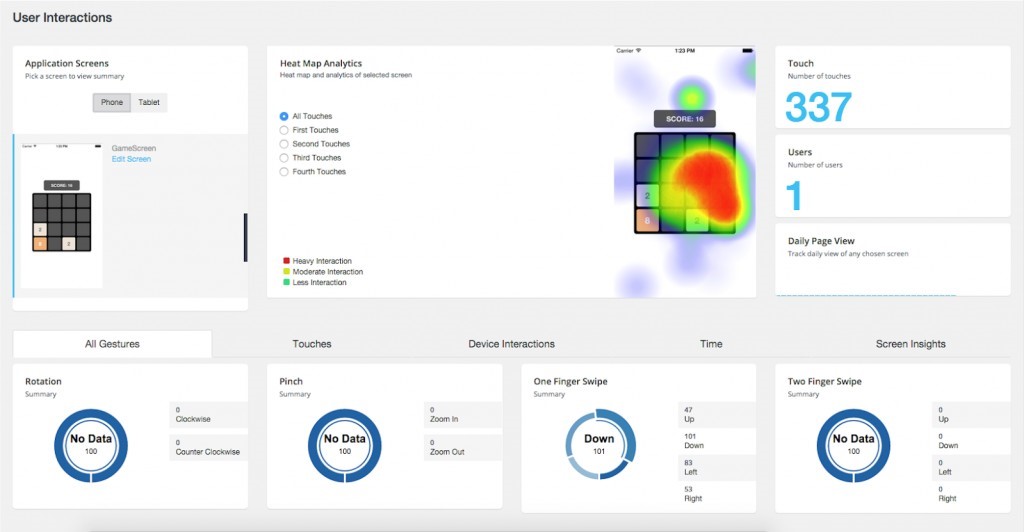 User Interactions
Application Screens
Pick a screen to view summary
Phone
Tablet
Carrier
1:23 PM
SCORE: 16
2
8
2
GameScreen
Edit Screen
Heat Map Analytics
Heat map and analytics of selected screen
All Touches
First Touches
Second Touches
Third Touches
Fourth Touches
Heavy Interaction
Moderate Interaction
Less Interaction
Carrier
1:23 PM
SCORE: 16
2
8
2
Touch
Number of touches
337
Users
Number of users
1
Daily Page View
Track daily view of any chosen screen
All Gestures
Touches
Device Interactions
Time
Screen Insights
Rotation
Summary
No Data
100
0
Clockwise
0
Counter Clockwise
Pinch
Summary
No Data
100
0
Zoom In
0
Zoom Out
One Finger Swipe
Summary
Down
101
47
Up
101
Down
83
Left
53
Right
Two Finger Swipe
Summary
No Data
100
0
Up
0
Down
0
Left
0
Right